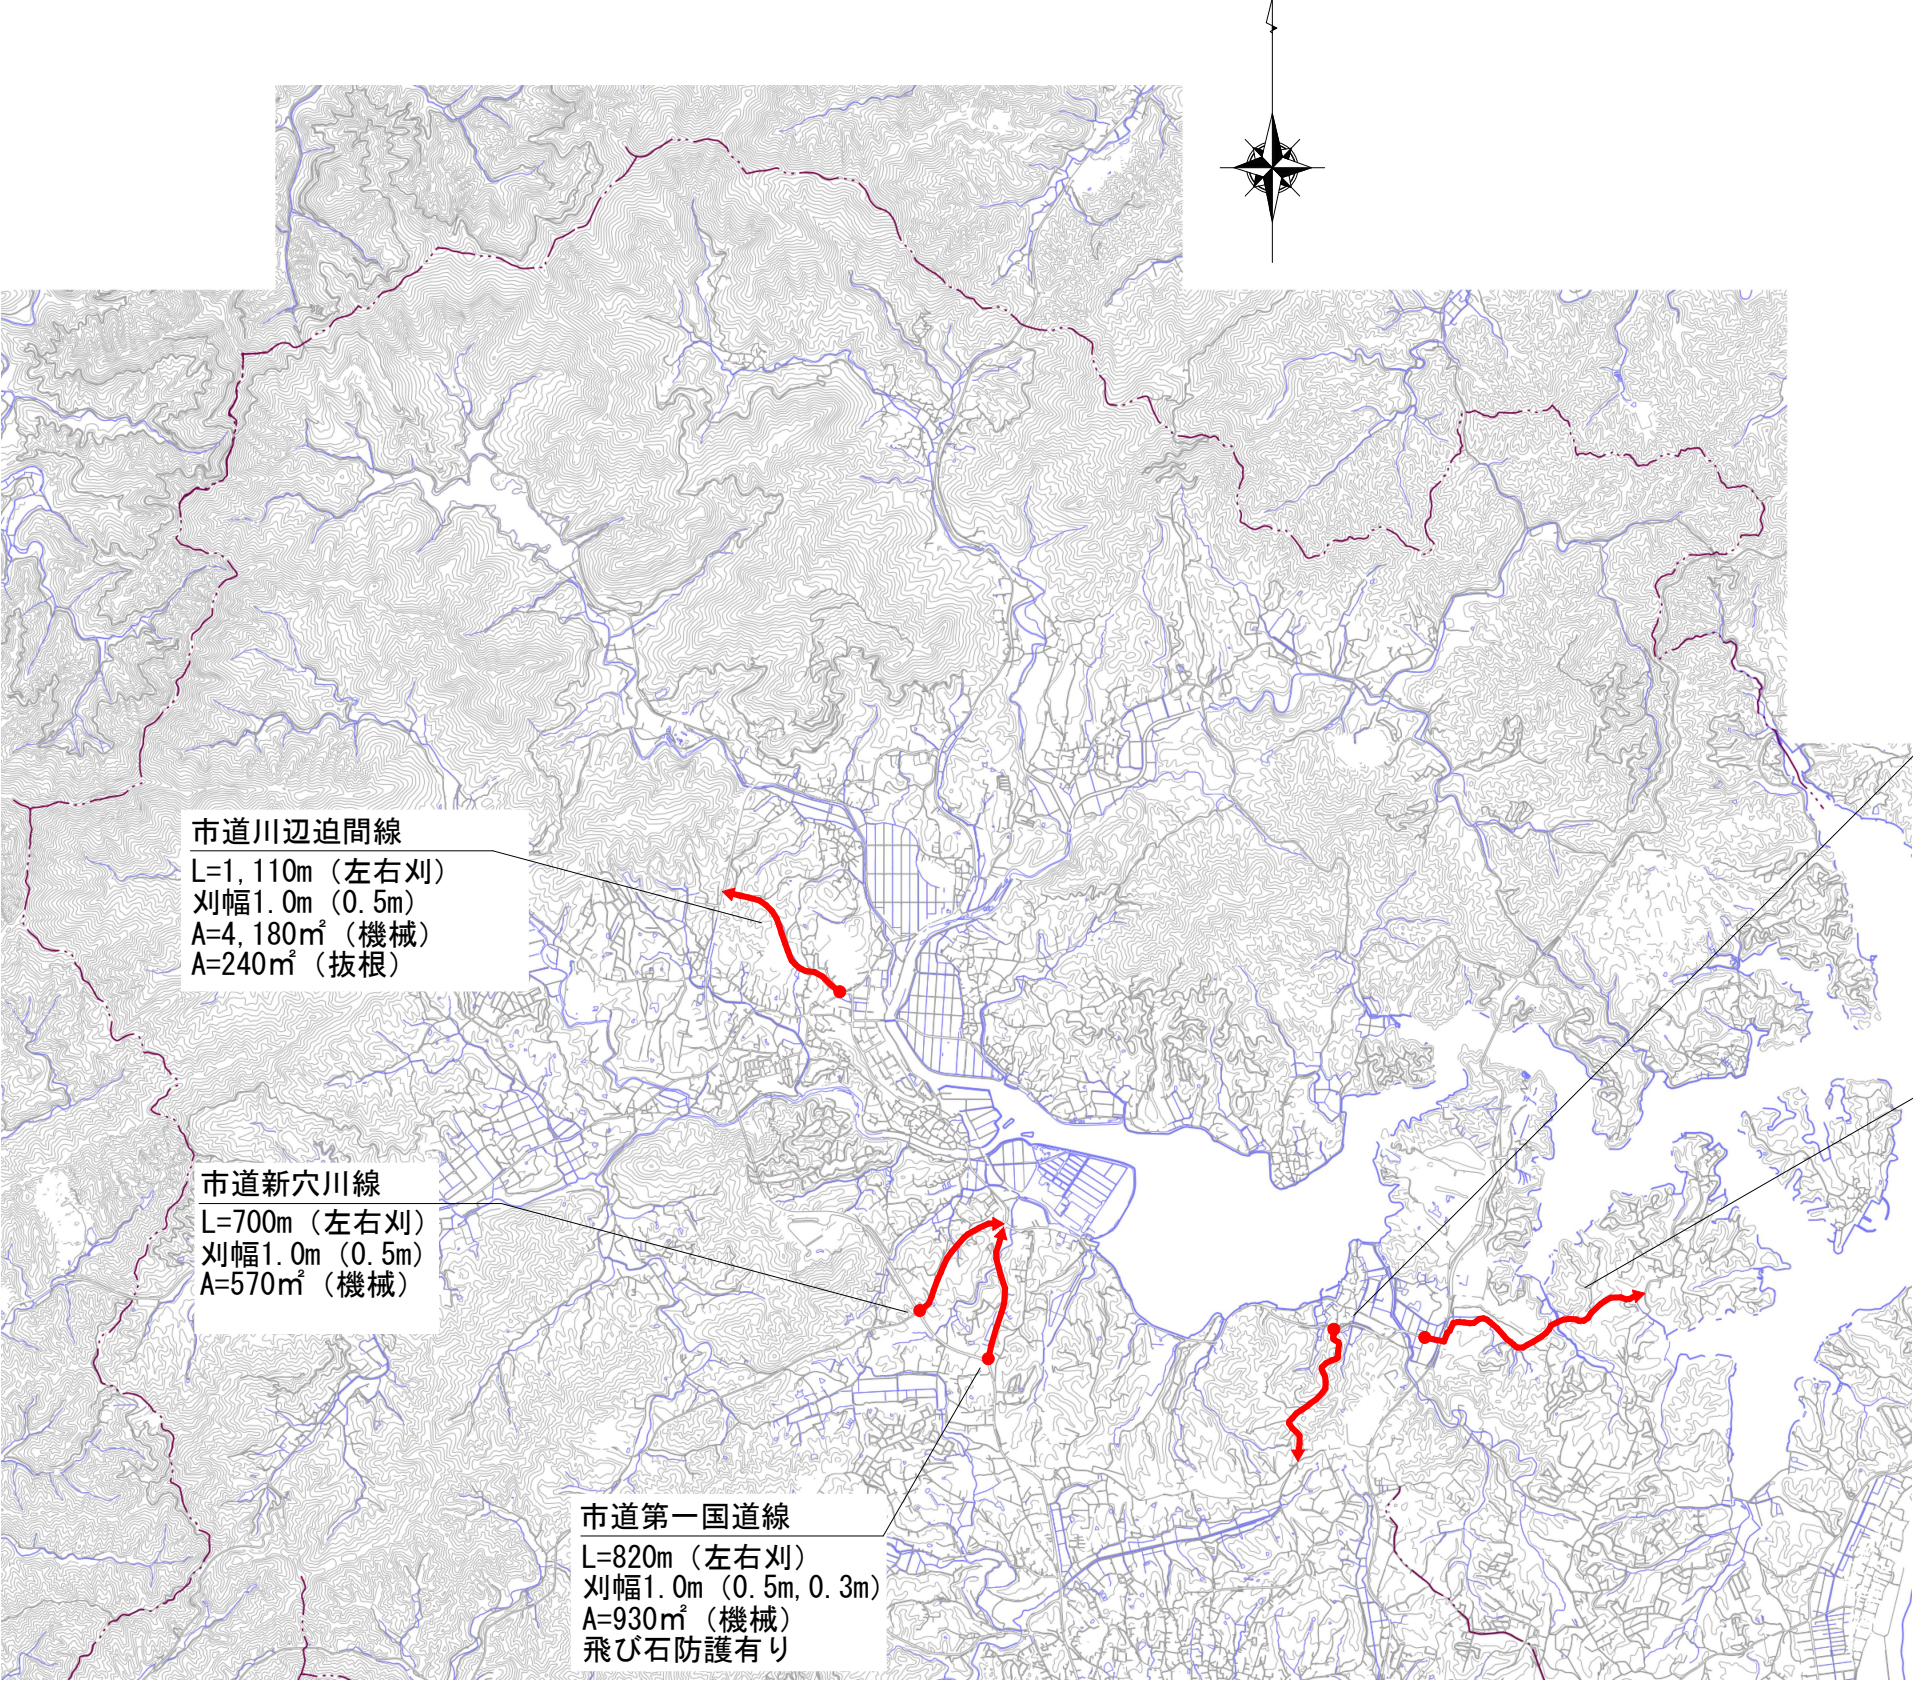 市道川辺迫間線
L=1,110m（左右刈）
刈幅1.0m（0.5m）
A=4,180㎡（機械）
A=240㎡（抜根）
市道新穴川線
L=700m（左右刈）
刈幅1.0m（0.5m）
A=570㎡（機械）
市道第一国道線
L=820m（左右刈）
刈幅1.0m（0.5m,0.3m）
A=930㎡（機械）
飛び石防護有り